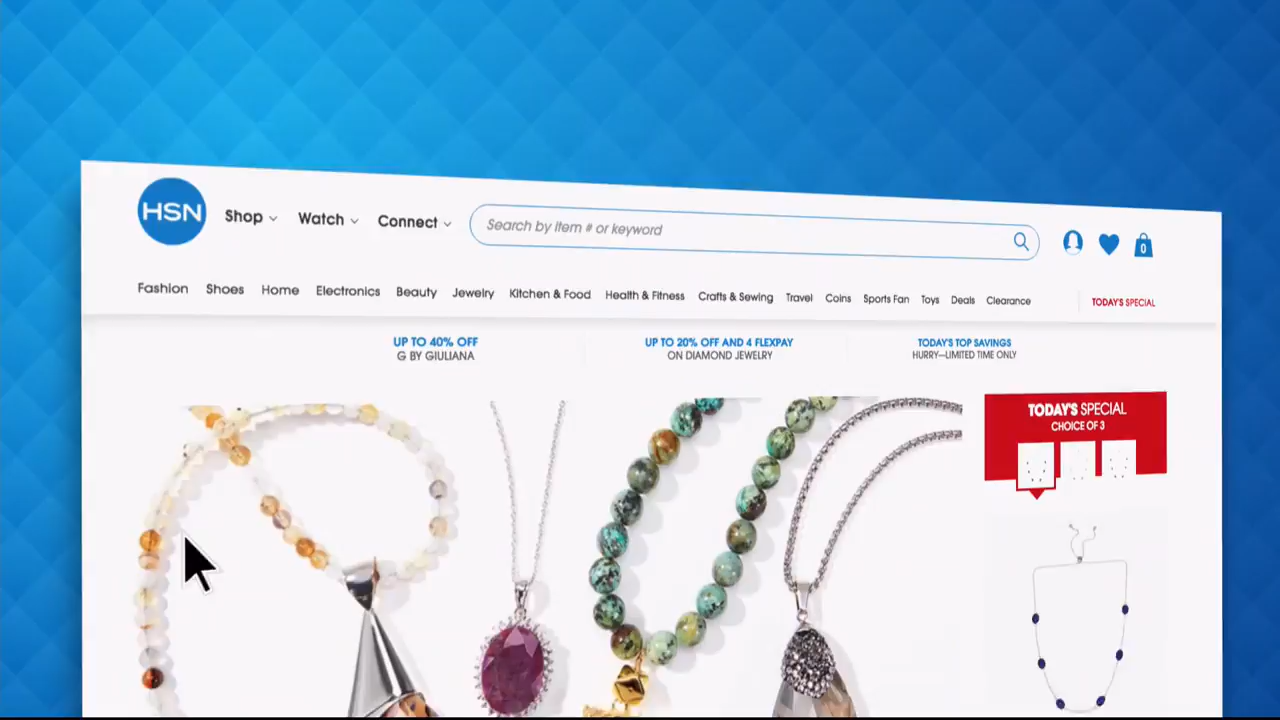 HSN
Shop Watch Connect
Search by item # or keyword
0
Fashion Shoes Home Electronics Beauty Jewelry Kitchen & Food Health & Fitness Crafts & Sewing Travel Coins Sports Fan Toys Deals Clearance TODAY'S SPECIAL
UP TO 40% OFF
G BY GIULIANA
UP TO 20% OFF AND 4 FLEXPAY
ON DIAMOND JEWELRY
TODAY'S TOP SAVINGS
HURRY—LIMITED TIME ONLY
TODAY'S SPECIAL
CHOICE OF 3